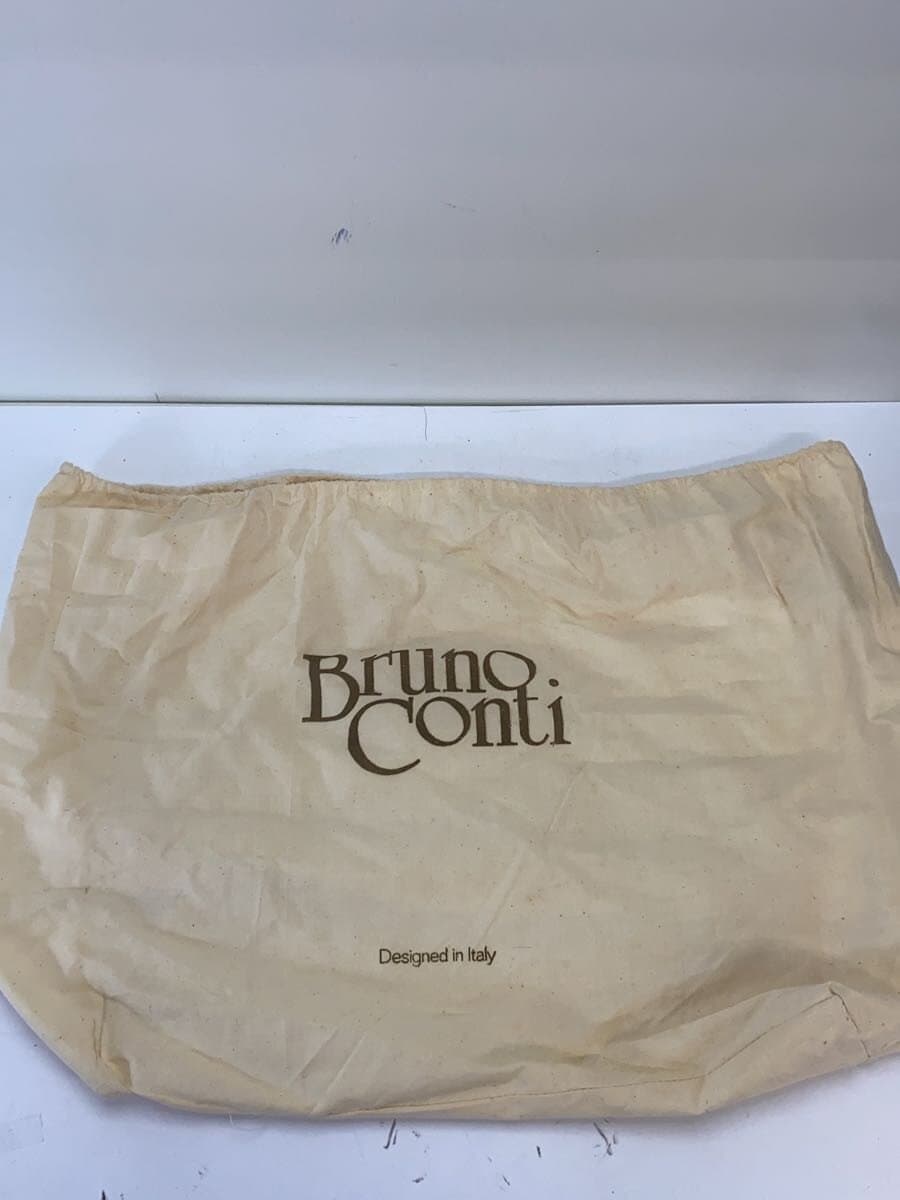 Bruno
Conti
Designed in Italy